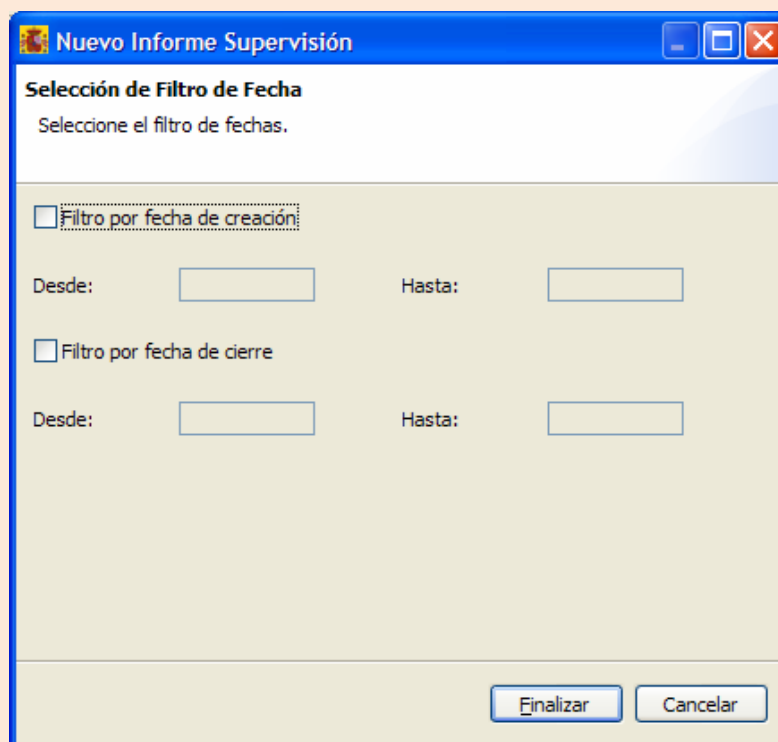 Nuevo Informe Supervisión
Selección de Filtro de Fecha
Seleccione el filtro de fechas.
Filtro por fecha de creación
Desde: Hasta:
Filtro por fecha de cierre
Desde: Hasta:
Finalizar Cancelar